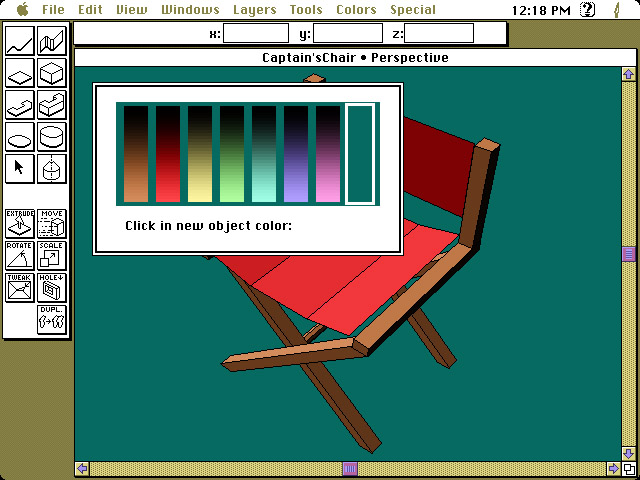 File Edit View Windows Layers Tools Colors Special 12:18 PM
x: y: z:
Captain'sChair • Perspective
Click in new object color:
EXTRUDE MOVE
ROTATE SCALE
TWEAK HOLE↓
DUPL.